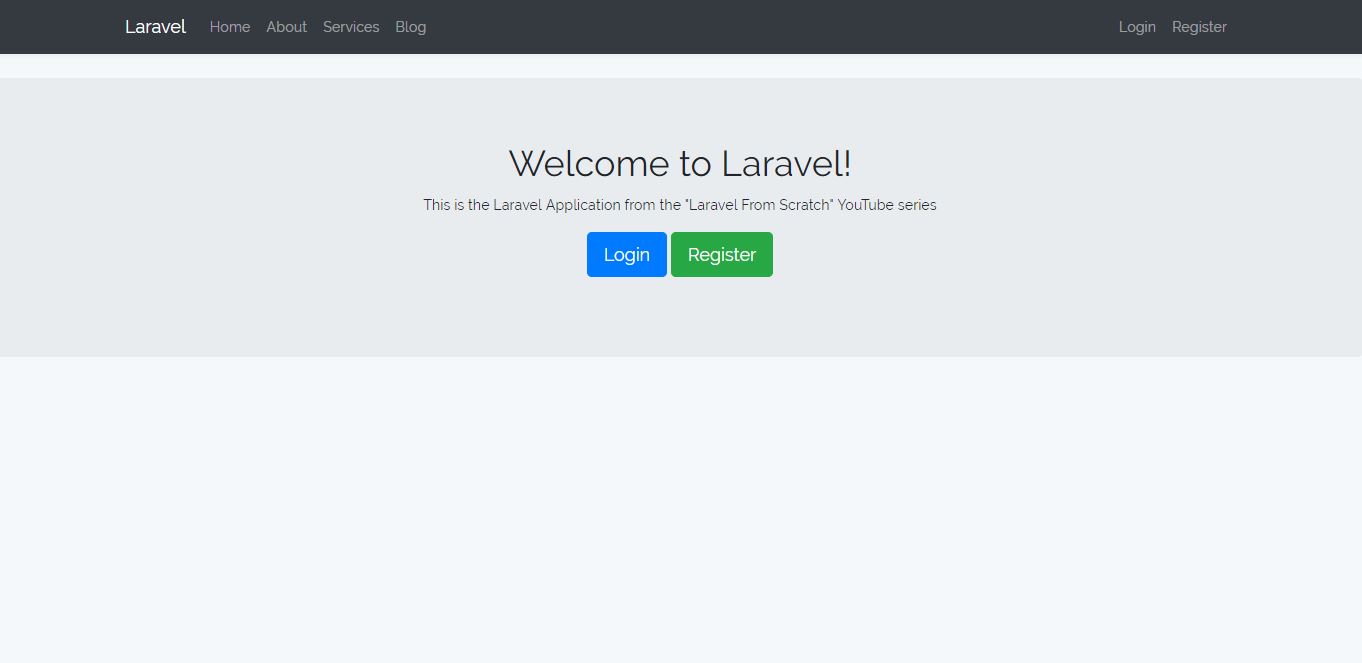 Laravel Home About Services Blog Login Register
Welcome to Laravel!
This is the Laravel Application from the "Laravel From Scratch" YouTube series
Login Register